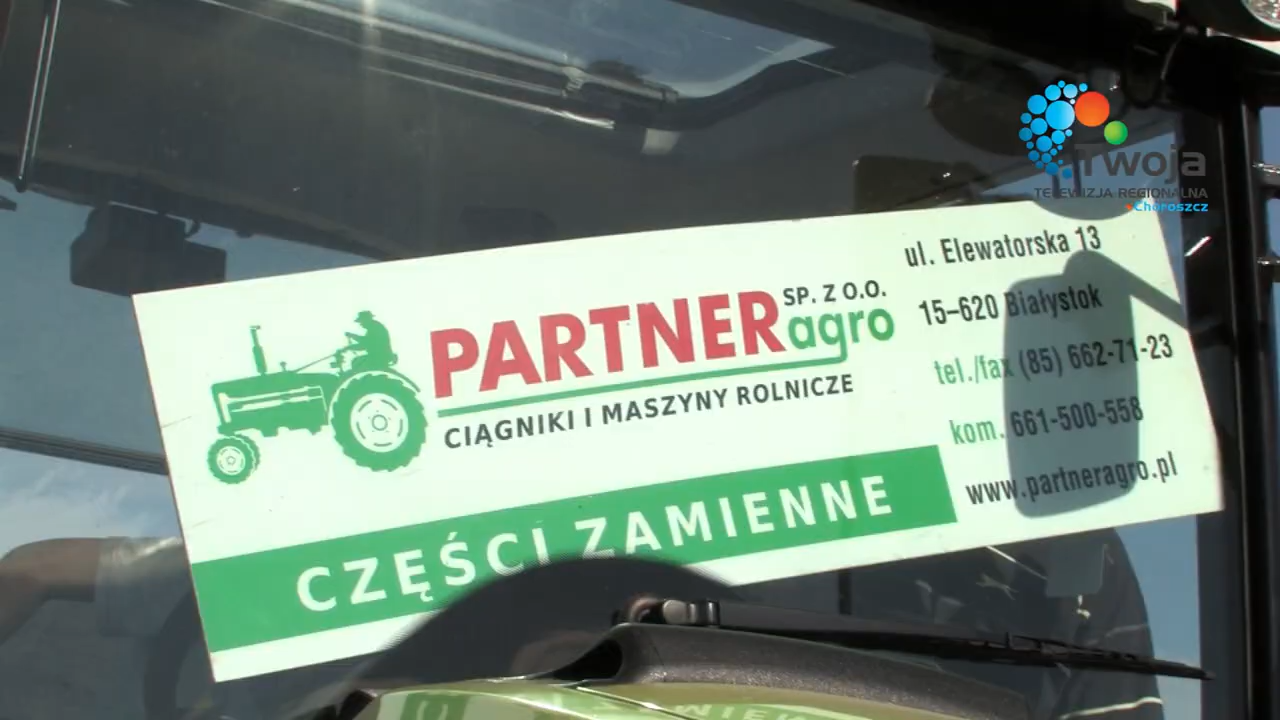 Twoja
TELEWIZJA REGIONALNA
Choroszcz
PARTNER SP. Z O.O.
agro
CIĄGNIKI I MASZYNY ROLNICZE
CZĘŚCI ZAMIENNE
ul. Elewatorska 13
15-620 Białystok
tel./fax (85) 662-71-23
kom. 661-500-558
www.partneragro.pl